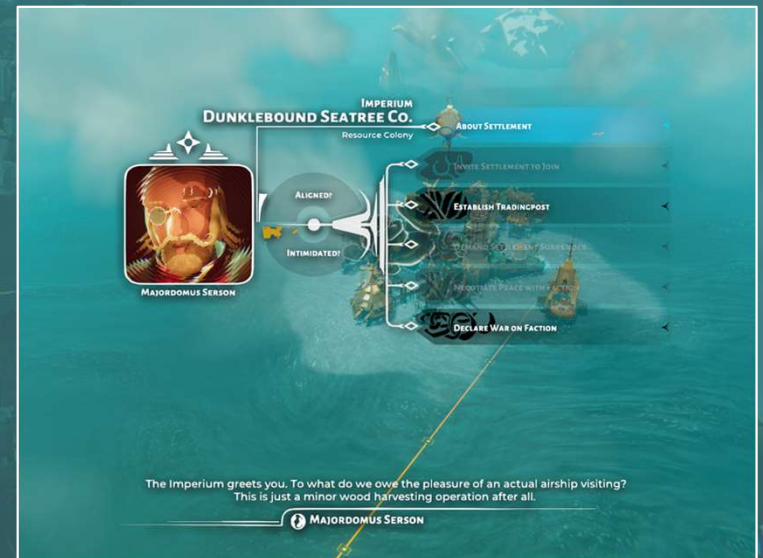 IMPERIUM
DUNKLEBOUND SEATREE CO.
Resource Colony
ABOUT SETTLEMENT
INVITE SETTLEMENT TO JOIN
ALIGNED?
ESTABLISH TRADINGPOST
INTIMIDATED?
DEMAND SETTLEMENT SURRENDER
NEGOTIATE PEACE WITH FACTION
MAJORDOMUS SERSON
DECLARE WAR ON FACTION
The Imperium greets you. To what do we owe the pleasure of an actual airship visiting?
This is just a minor wood harvesting operation after all.
MAJORDOMUS SERSON